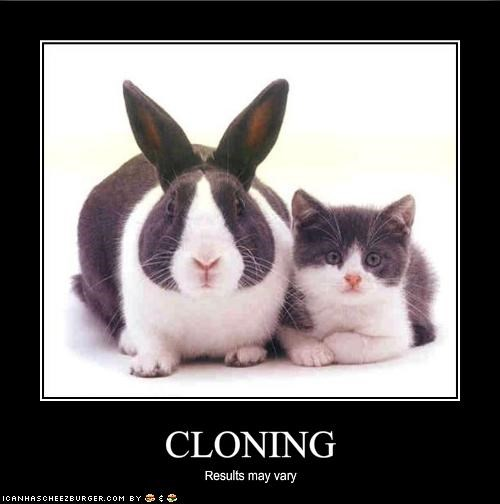 CLONING
Results may vary
ICANHASCHEEZBURGER.COM BY 🍔 $ 🍔